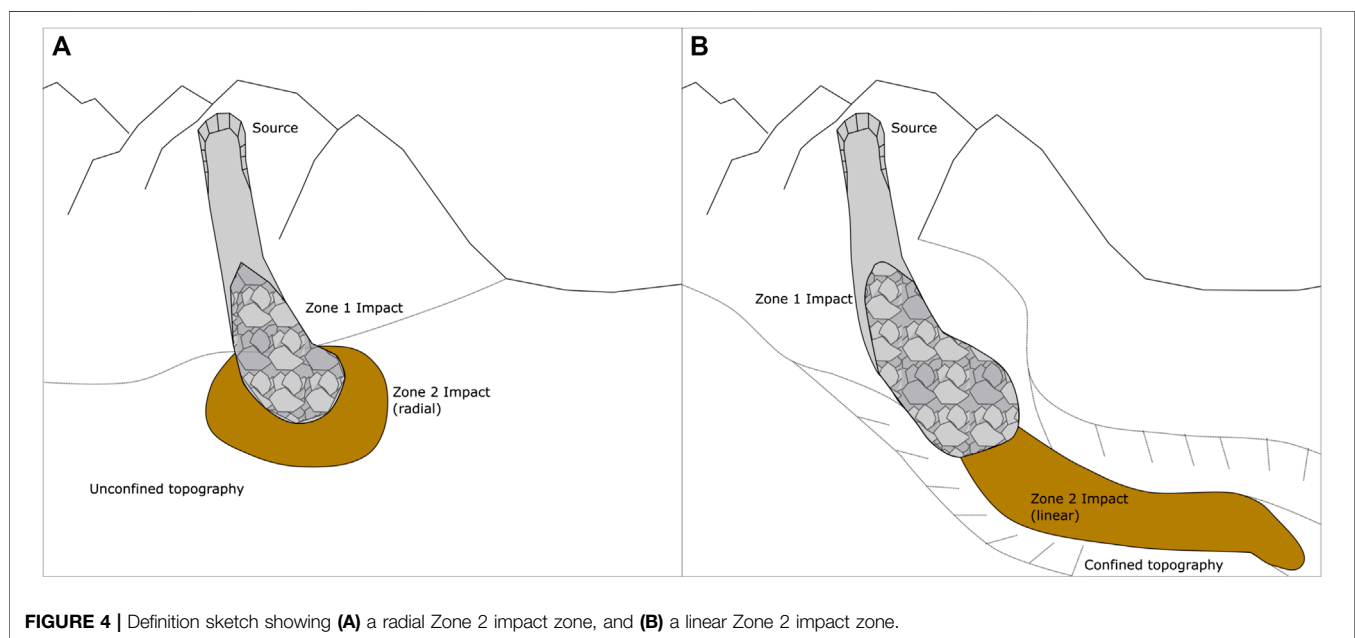 A
Source
Zone 1 Impact
Zone 2 Impact
(radial)
Unconfined topography
B
Source
Zone 1 Impact
Zone 2 Impact
(linear)
Confined topography
FIGURE 4 | Definition sketch showing (A) a radial Zone 2 impact zone, and (B) a linear Zone 2 impact zone.